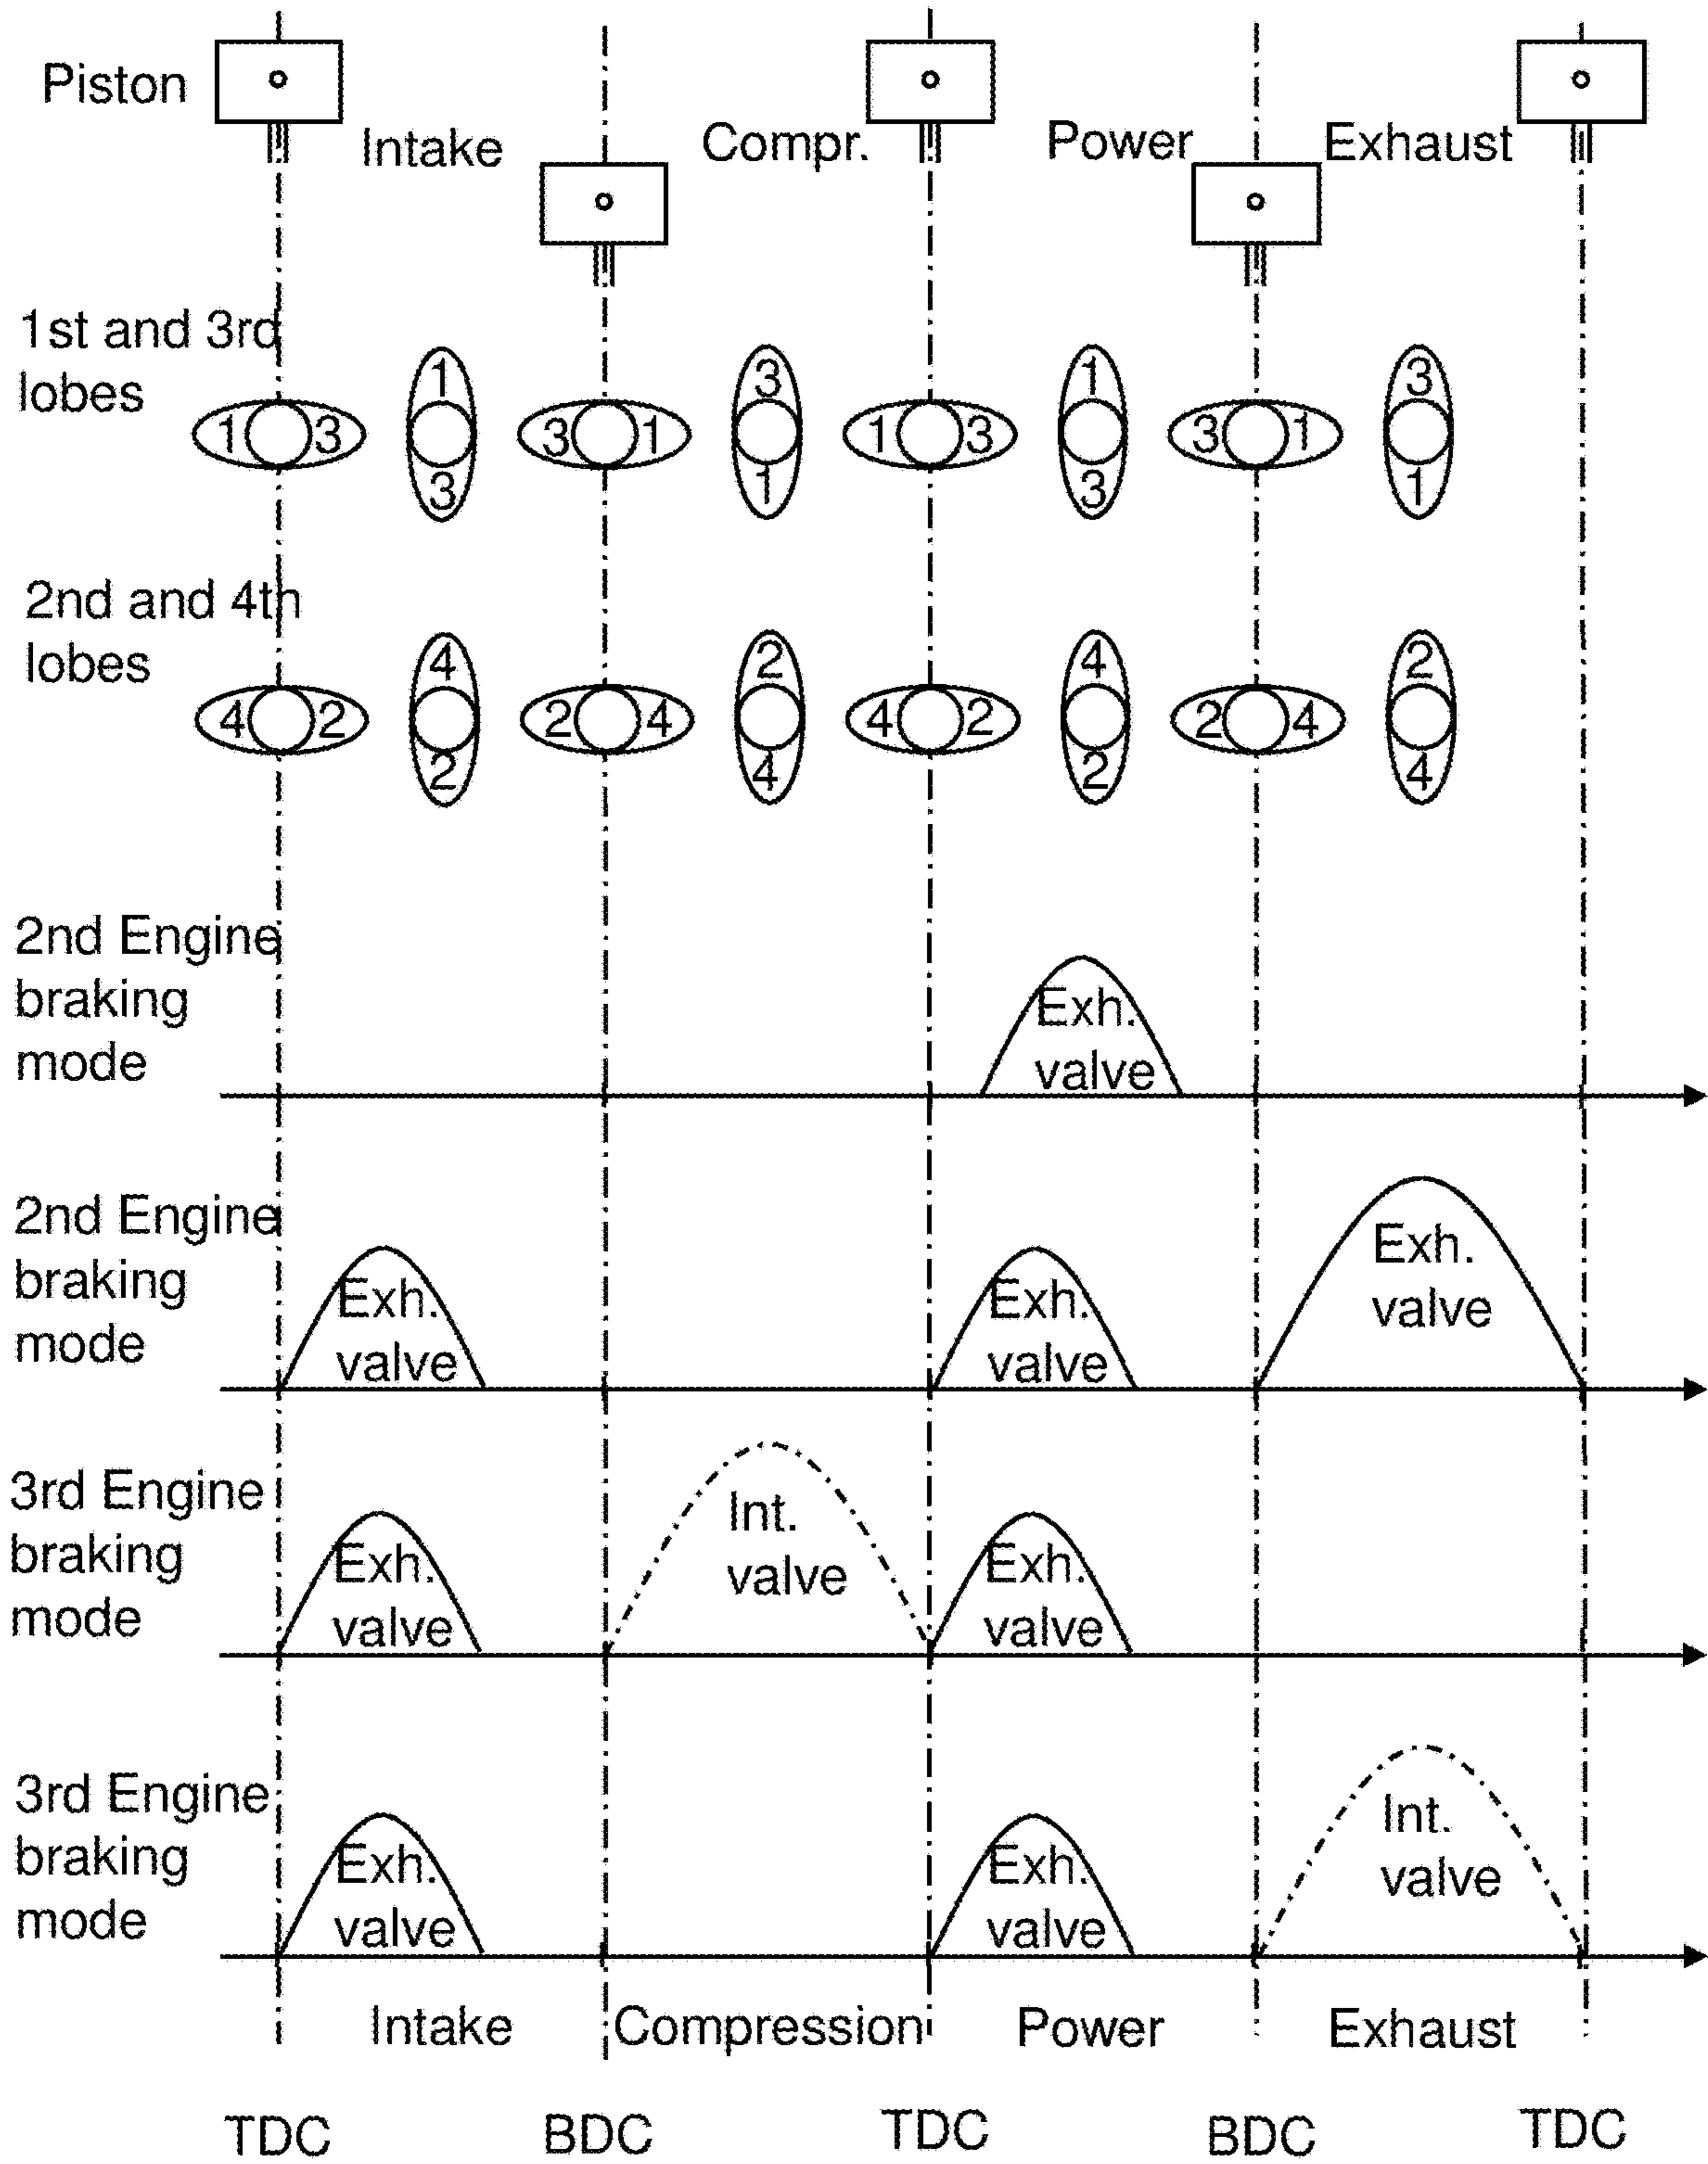 Piston
Intake
Compr.
Power
Exhaust
1st and 3rd
lobes
1 3
1
3
3 1
3
1
1 3
1
3
3 1
3
1
2nd and 4th
lobes
4 2
4
2
2 4
2
4
4 2
4
2
2 4
2
4
2nd Engine
braking
mode
Exh.
valve
2nd Engine
braking
mode
Exh.
valve
Exh.
valve
Exh.
valve
3rd Engine
braking
mode
Exh.
valve
Int.
valve
Exh.
valve
3rd Engine
braking
mode
Exh.
valve
Exh.
valve
Int.
valve
Intake Compression Power Exhaust
TDC BDC TDC BDC TDC